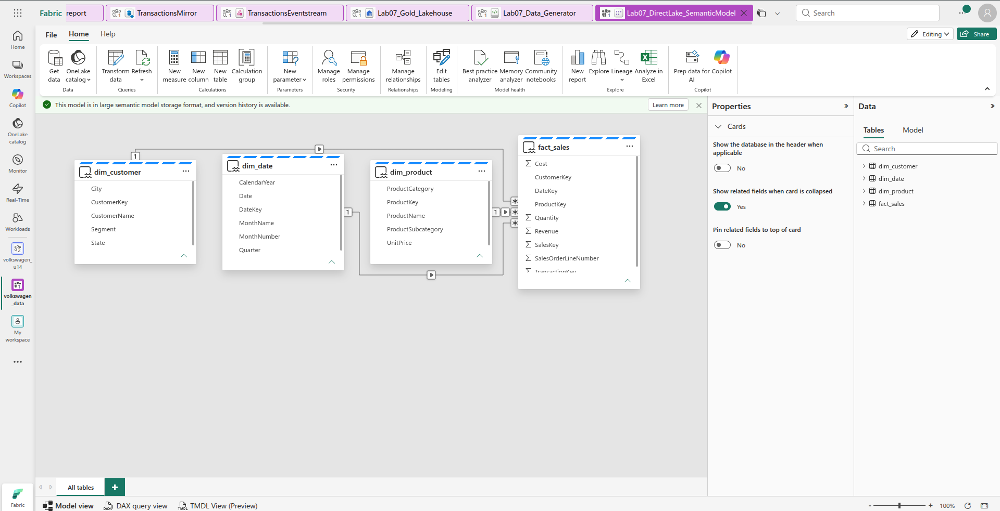 Fabric
report
TransactionsMirror
TransactionsEventstream
Lab07_Gold_Lakehouse
Lab07_Data_Generator
Lab07_DirectLake_SemanticModel
Search
File
Home
Help
Editing
Share
Get data
OneLake catalog
Data
Transform data
Refresh
Queries
New measure
New column
New table
Calculation group
Calculations
New parameter
Parameters
Manage roles
Manage permissions
Security
Manage relationships
Relationships
Edit tables
Modeling
Best practice analyzer
Memory analyzer
Community notebooks
Model health
New report
Explore
Lineage
Analyze in Excel
Explore
Prep data for AI
Copilot
Copilot
Home
Workspaces
Copilot
OneLake catalog
Monitor
Real-Time
Workloads
volkswagen_
u14
volkswagen
_data
My workspace
Fabric
This model is in large semantic model storage format, and version history is available.
Learn more
1
dim_customer
City
CustomerKey
CustomerName
Segment
State
dim_date
CalendarYear
Date
DateKey
MonthName
MonthNumber
Quarter
1
dim_product
ProductCategory
ProductKey
ProductName
ProductSubcategory
UnitPrice
1
*
*
*
fact_sales
Cost
CustomerKey
DateKey
ProductKey
Quantity
Revenue
SalesKey
SalesOrderLineNumber
TransactionKey
Properties
Cards
Show the database in the header when
applicable
No
Show related fields when card is collapsed
Yes
Pin related fields to top of card
No
Data
Tables
Model
Search
dim_customer
dim_date
dim_product
fact_sales
All tables
+
Model view
DAX query view
TMDL View (Preview)
-
+
100%